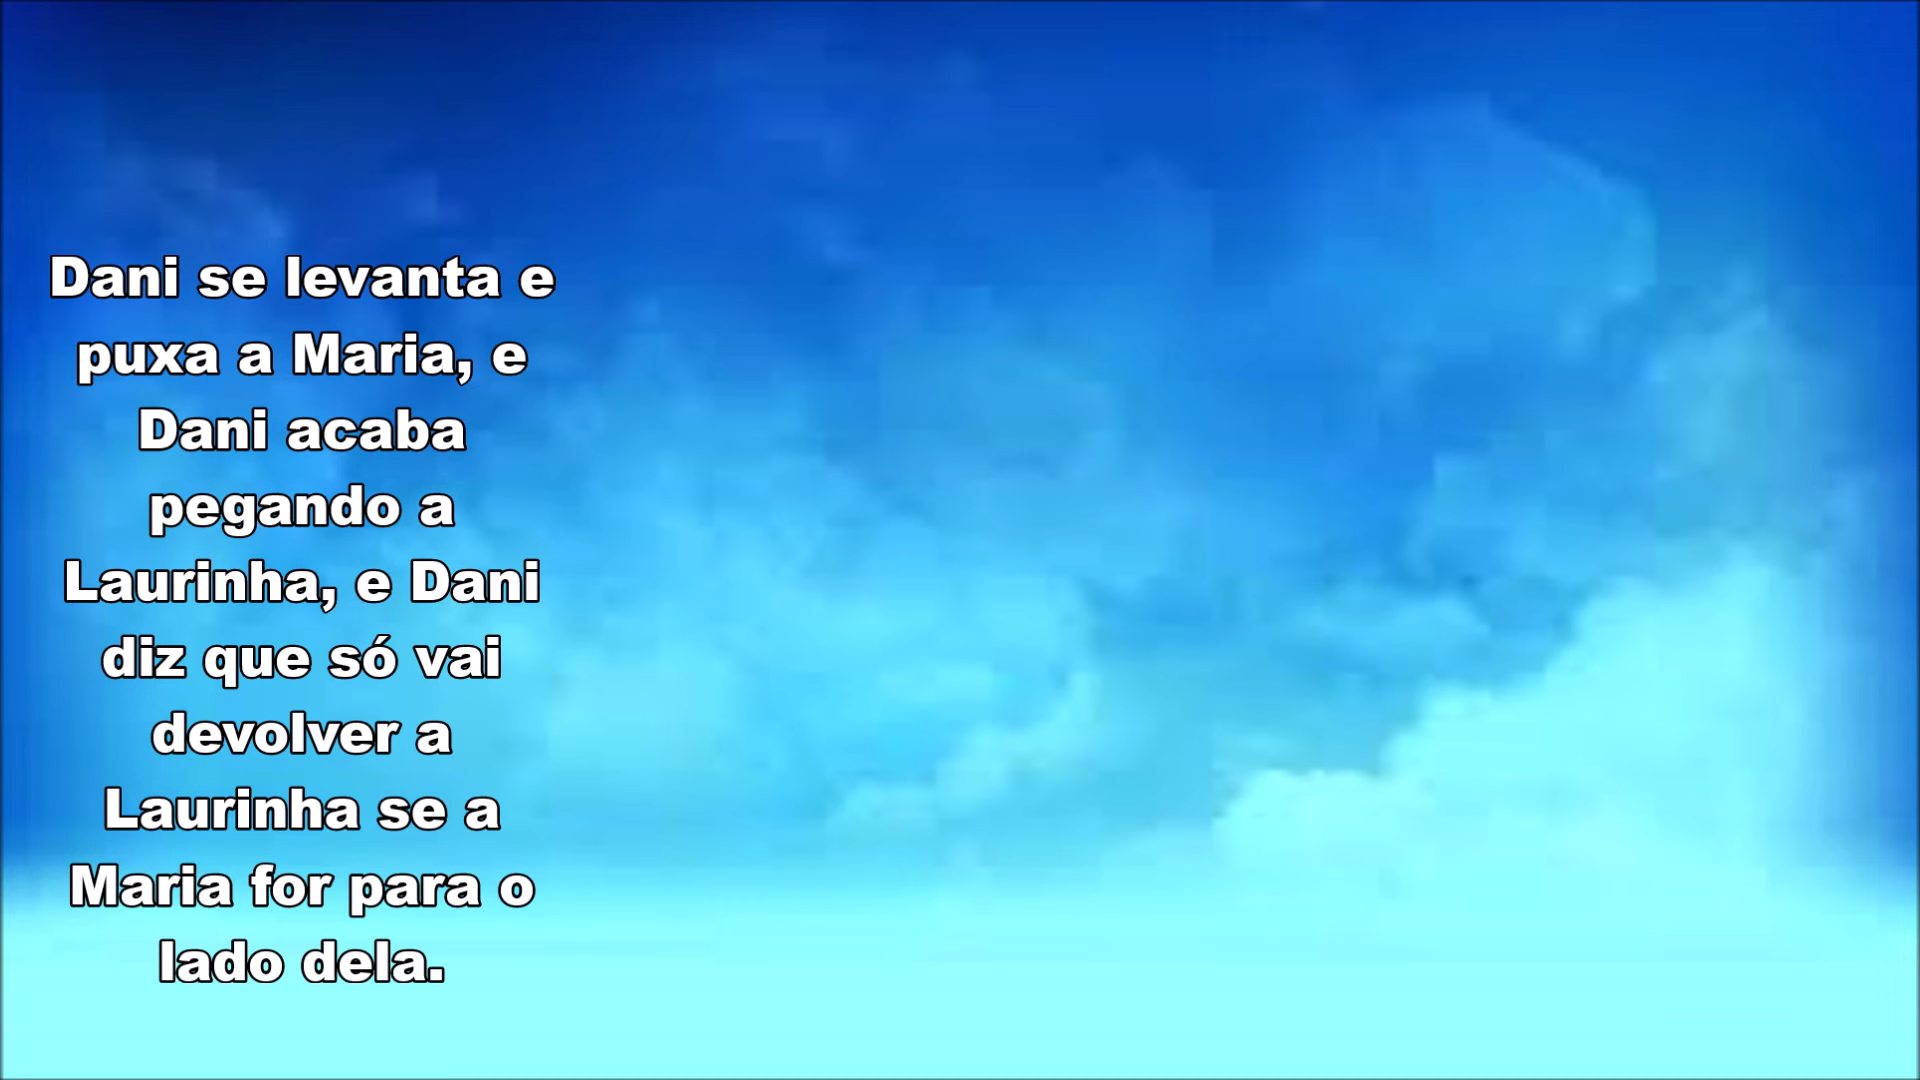 Dani se levanta e
puxa a Maria, e
Dani acaba
pegando a
Laurinha, e Dani
diz que só vai
devolver a
Laurinha se a
Maria for para o
lado dela.